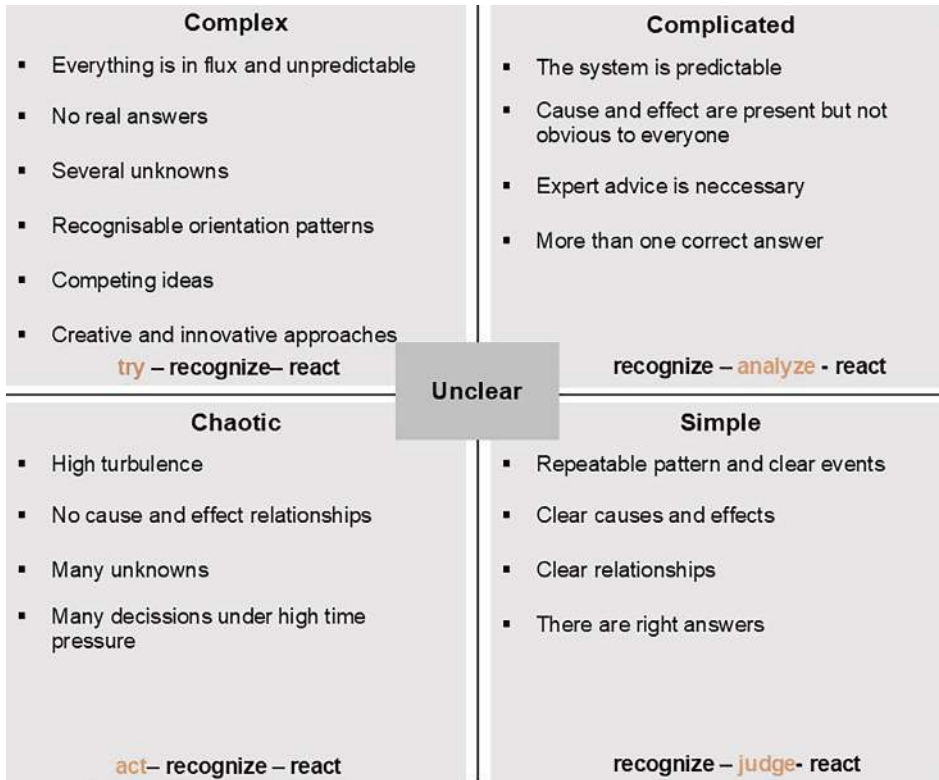 Complex
▪ Everything is in flux and unpredictable
▪ No real answers
▪ Several unknowns
▪ Recognisable orientation patterns
▪ Competing ideas
▪ Creative and innovative approaches
try – recognize– react
Complicated
▪ The system is predictable
▪ Cause and effect are present but not
obvious to everyone
▪ Expert advice is neccessary
▪ More than one correct answer
recognize – analyze - react
Unclear
Chaotic
▪ High turbulence
▪ No cause and effect relationships
▪ Many unknowns
▪ Many decissions under high time
pressure
act– recognize – react
Simple
▪ Repeatable pattern and clear events
▪ Clear causes and effects
▪ Clear relationships
▪ There are right answers
recognize – judge- react